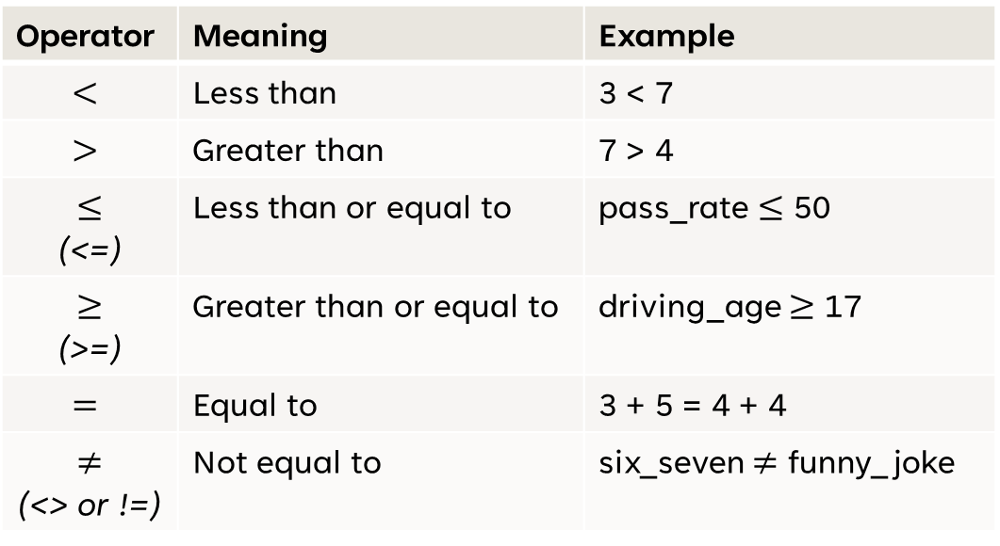 Operator Meaning Example
< Less than 3 < 7
> Greater than 7 > 4
≤ Less than or equal to pass_rate ≤ 50
(<=)
≥ Greater than or equal to driving_age ≥ 17
(>=)
= Equal to 3 + 5 = 4 + 4
≠ Not equal to six_seven ≠ funny_joke
(<> or !=)